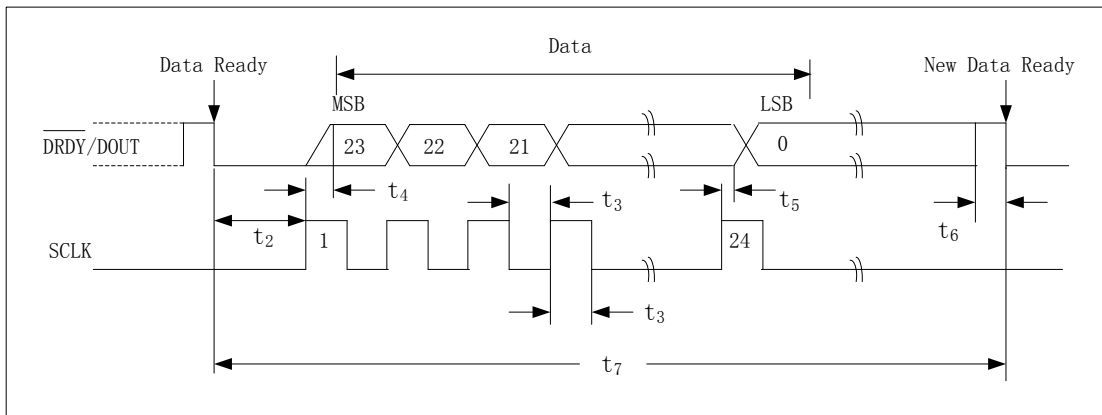 Data
Data Ready
New Data Ready
MSB
LSB
DRDY/DOUT
23
22
21
0
t4
t3
t5
t2
t6
SCLK
1
24
t3
t7